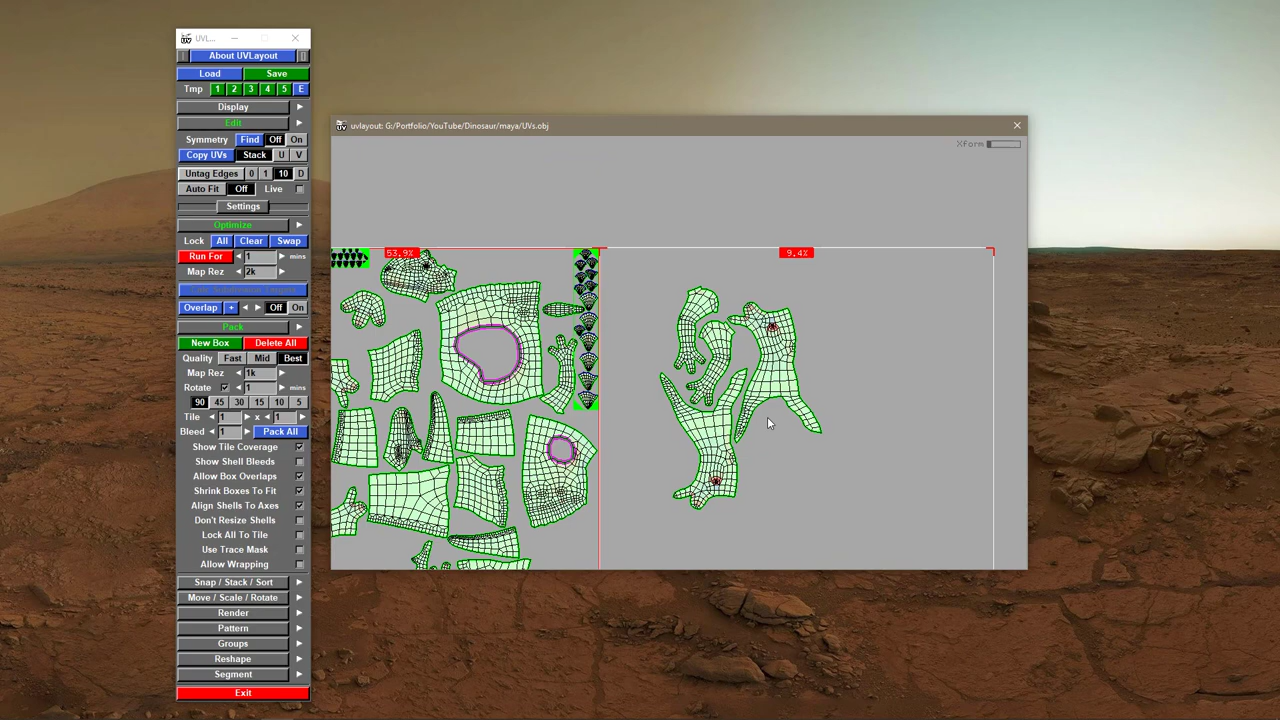 UVL...
About UVLayout
Load Save
Tmp 1 2 3 4 5 E
Display
Edit
Symmetry Find Off On
Copy UVs Stack U V
Untag Edges 0 1 10 D
Auto Fit Off Live
Settings
Optimize
Lock All Clear Swap
Run For 1 mins
Map Rez 2k
Overlap + Off On
Pack
New Box Delete All
Quality Fast Mid Best
Map Rez 1k
Rotate 1 mins
90 45 30 15 10 5
Tile 1 x 1
Bleed 1 Pack All
Show Tile Coverage
Show Shell Bleeds
Allow Box Overlaps
Shrink Boxes To Fit
Align Shells To Axes
Don't Resize Shells
Lock All To Tile
Use Trace Mask
Allow Wrapping
Snap / Stack / Sort
Move / Scale / Rotate
Render
Pattern
Groups
Reshape
Segment
Exit
uvlayout: G:/Portfolio/YouTube/Dinosaur/maya/UVs.obj
XForm
53.9%
9.4%